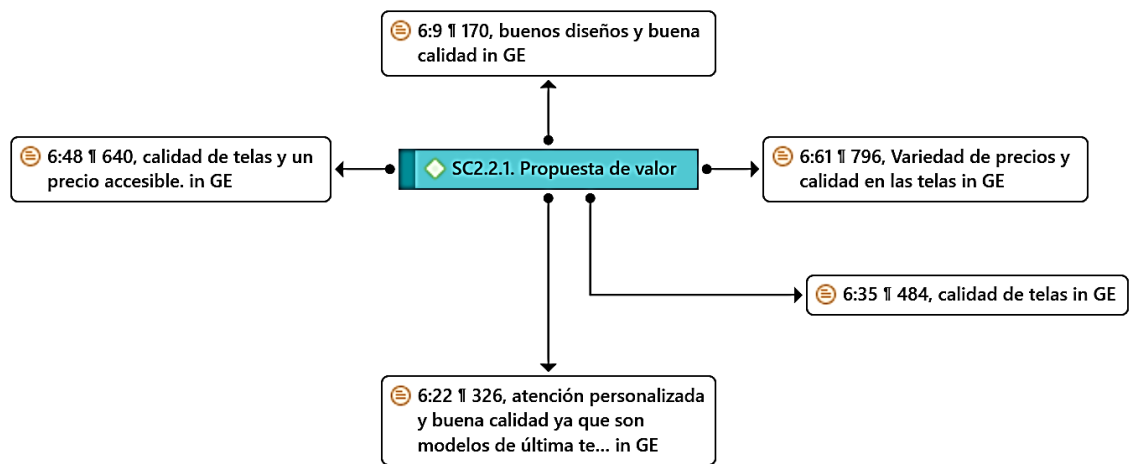 6:9 ¶ 170, buenos diseños y buena
calidad in GE
6:48 ¶ 640, calidad de telas y un
precio accesible. in GE
SC2.2.1. Propuesta de valor
6:61 ¶ 796, Variedad de precios y
calidad en las telas in GE
6:35 ¶ 484, calidad de telas in GE
6:22 ¶ 326, atención personalizada
y buena calidad ya que son
modelos de última te... in GE